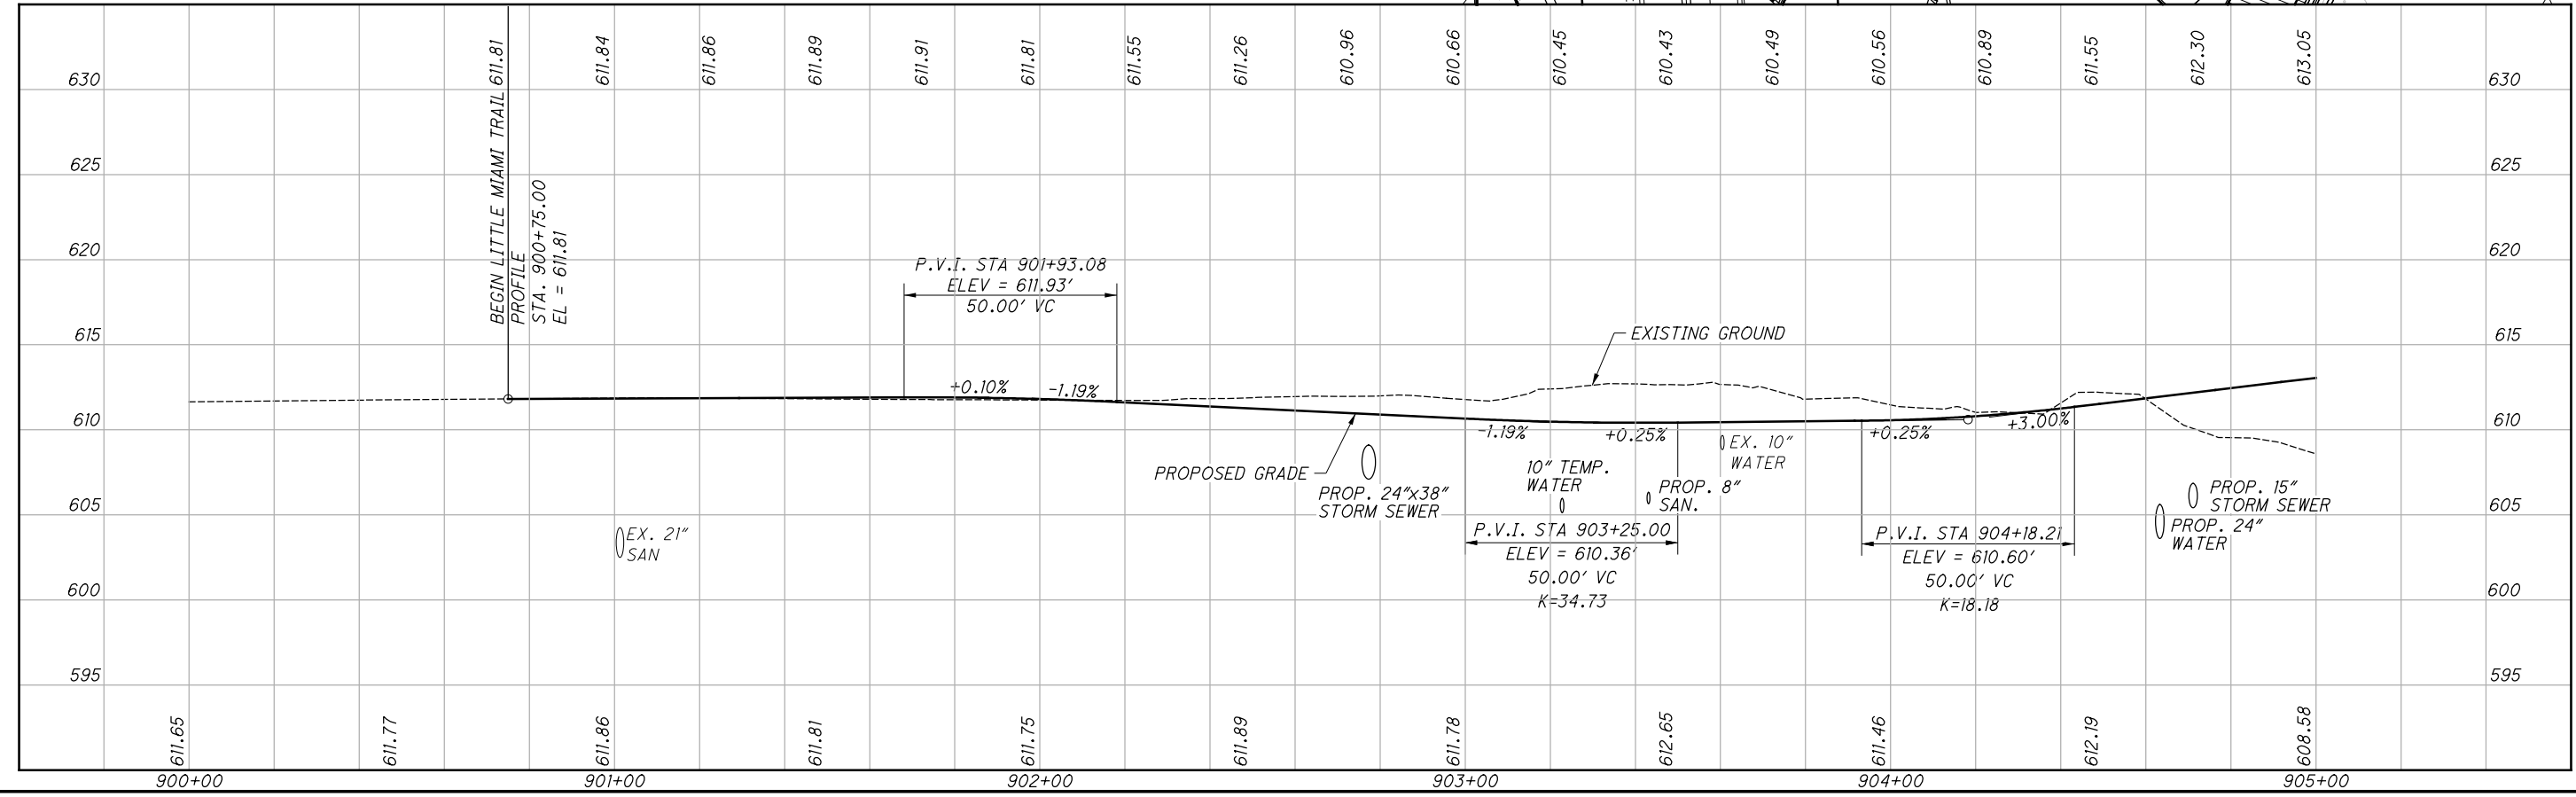 611.81
611.84
611.86
611.89
611.91
611.81
611.55
611.26
610.96
610.66
610.45
610.43
610.49
610.56
610.89
611.55
612.30
613.05
630
630
BEGIN LITTLE MIAMI TRAIL
PROFILE
STA. 900+75.00
EL = 611.81
625
625
620
620
P.V.I. STA 901+93.08
ELEV = 611.93'
50.00' VC
615
615
EXISTING GROUND
+0.10%
-1.19%
610
610
-1.19%
+0.25%
+0.25%
+3.00%
EX. 10"
WATER
PROPOSED GRADE
10" TEMP.
WATER
PROP. 24"x38"
STORM SEWER
PROP. 8"
SAN.
PROP. 15"
STORM SEWER
605
605
EX. 21"
SAN
PROP. 24"
WATER
P.V.I. STA 903+25.00
ELEV = 610.36'
50.00' VC
K=34.73
P.V.I. STA 904+18.21
ELEV = 610.60'
50.00' VC
K=18.18
600
600
595
595
611.65
611.77
611.86
611.81
611.75
611.89
611.78
612.65
611.46
612.19
608.58
900+00
901+00
902+00
903+00
904+00
905+00